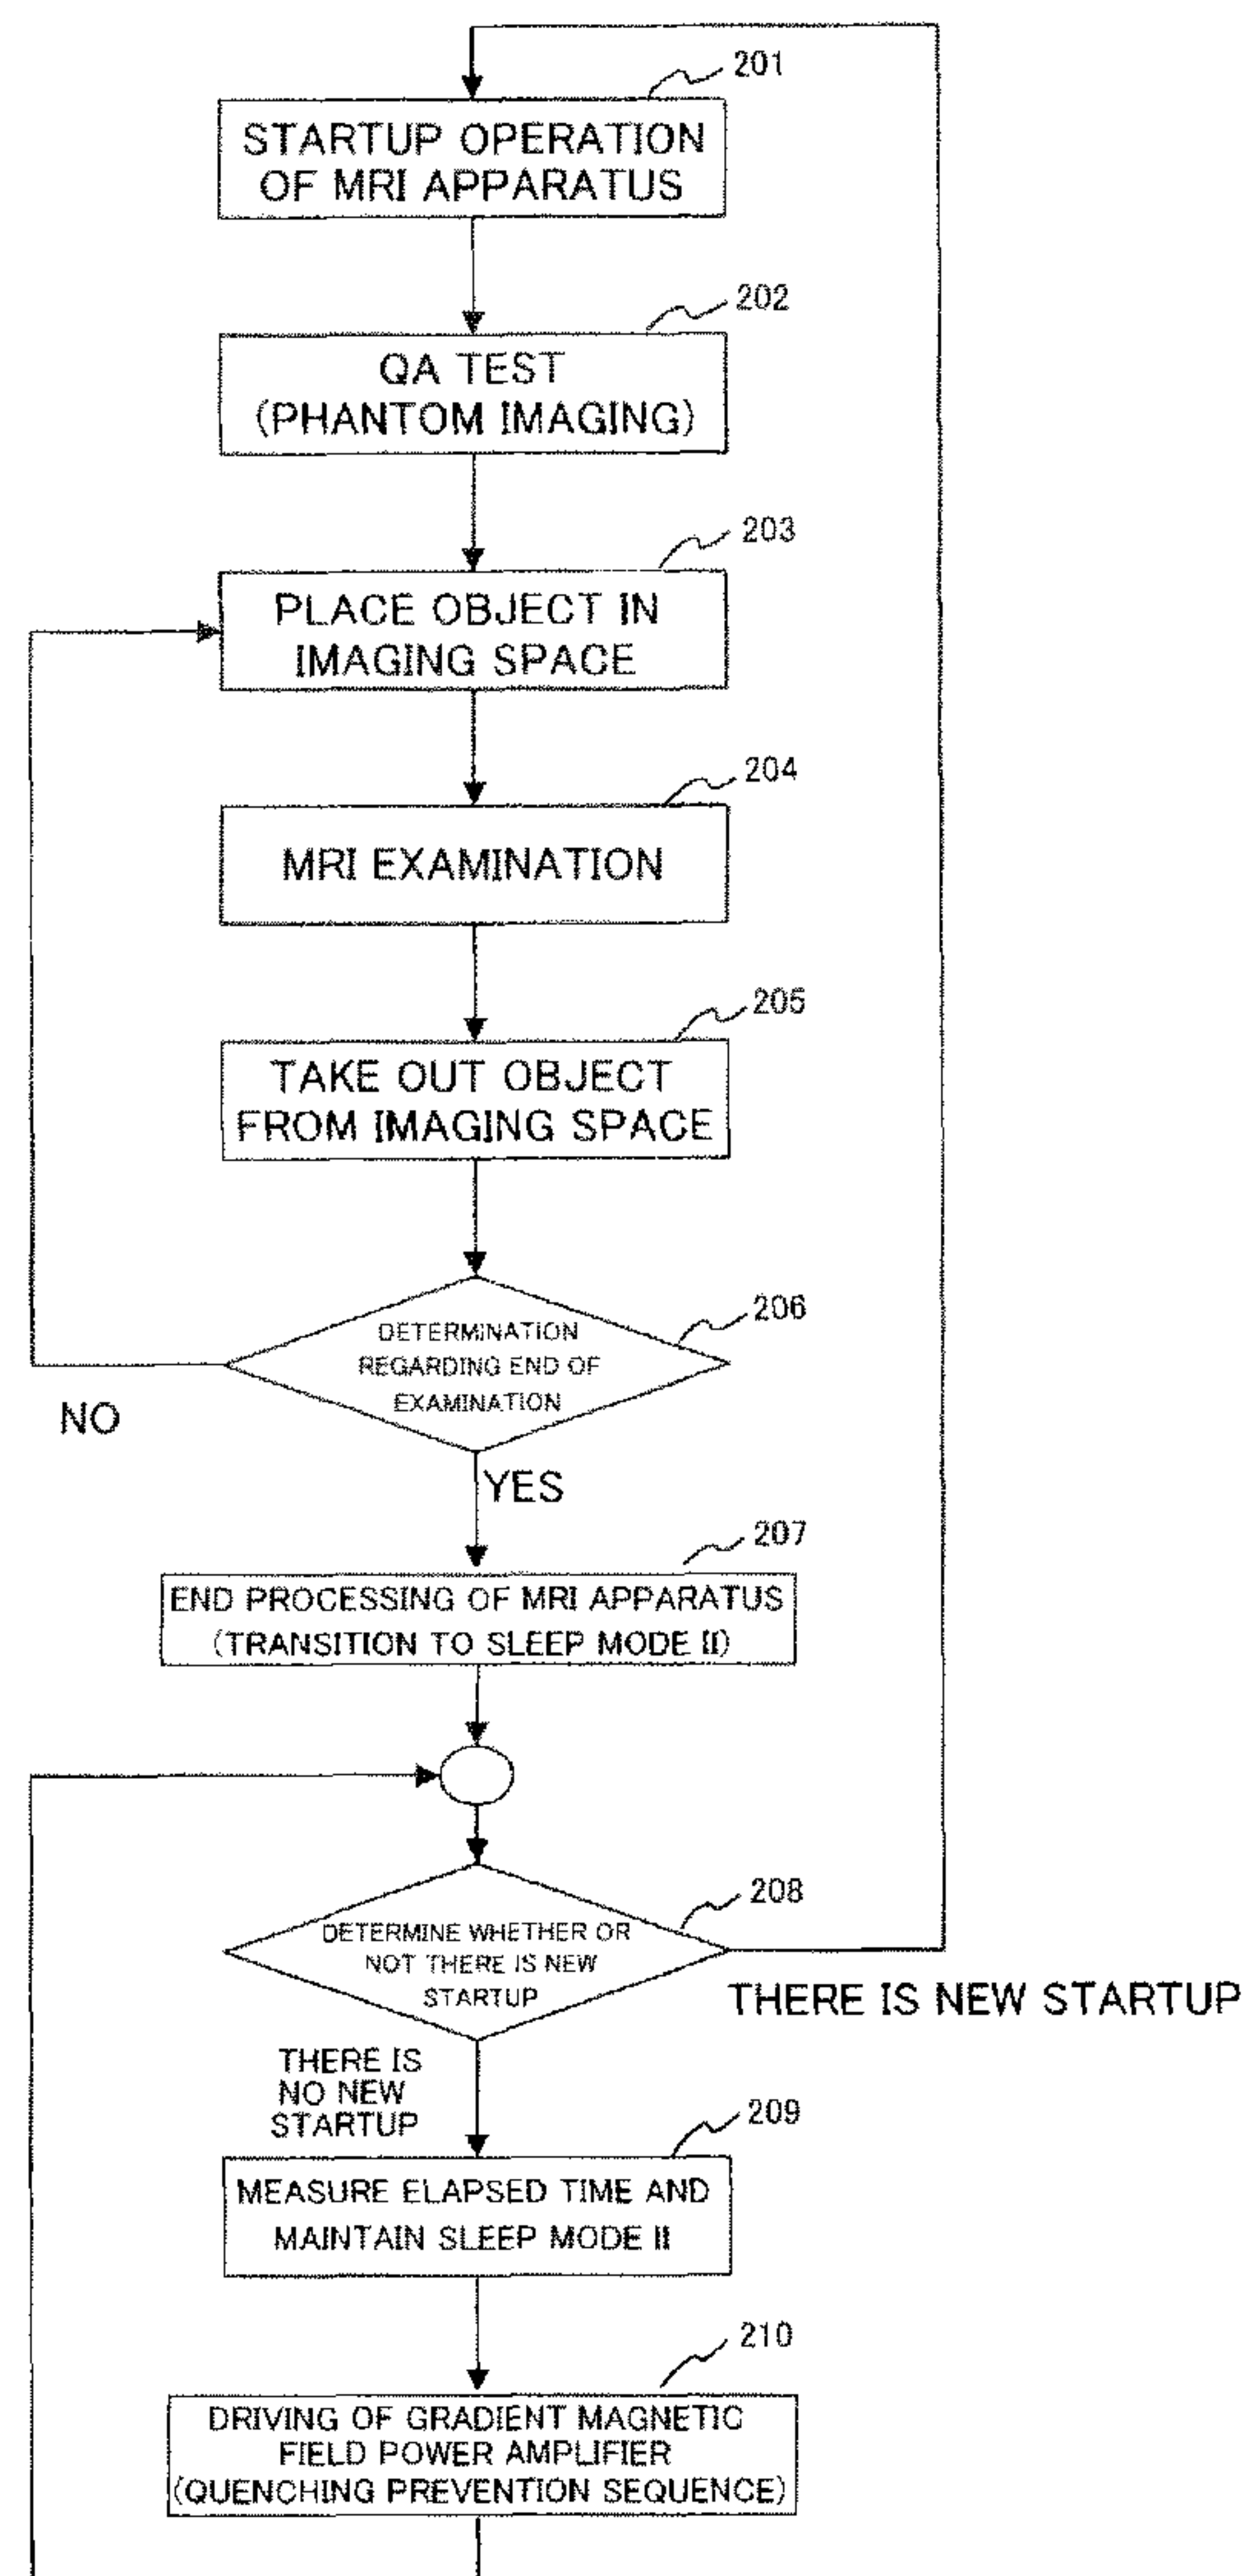 201
STARTUP OPERATION
OF MRI APPARATUS
202
QA TEST
(PHANTOM IMAGING)
203
PLACE OBJECT IN
IMAGING SPACE
204
MRI EXAMINATION
205
TAKE OUT OBJECT
FROM IMAGING SPACE
206
DETERMINATION
REGARDING END OF
EXAMINATION
NO
YES
207
END PROCESSING OF MRI APPARATUS
(TRANSITION TO SLEEP MODE II)
208
DETERMINE WHETHER OR
NOT THERE IS NEW
STARTUP
THERE IS NEW STARTUP
THERE IS
NO NEW
STARTUP
209
MEASURE ELAPSED TIME AND
MAINTAIN SLEEP MODE II
210
DRIVING OF GRADIENT MAGNETIC
FIELD POWER AMPLIFIER
(QUENCHING PREVENTION SEQUENCE)